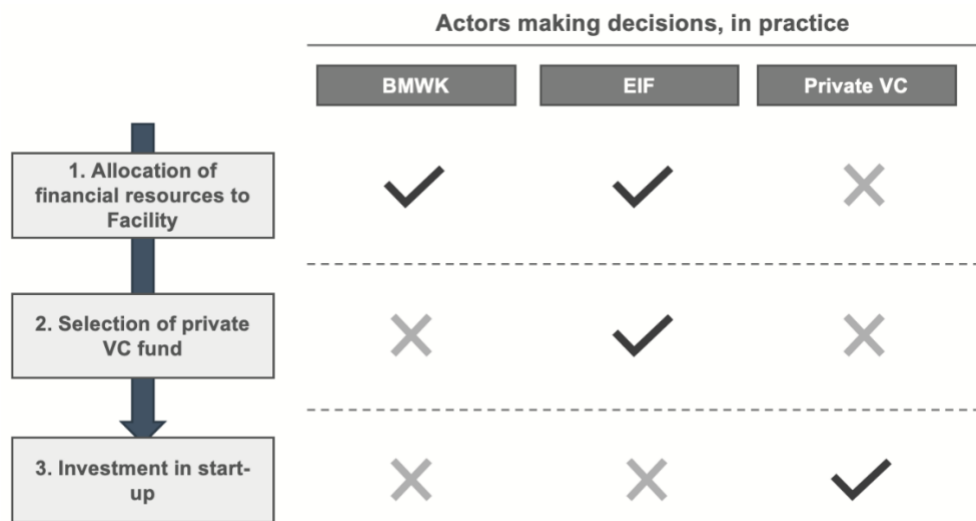 Actors making decisions, in practice
BMWK
EIF
Private VC
1. Allocation of
financial resources to
Facility
2. Selection of private
VC fund
3. Investment in start-
up